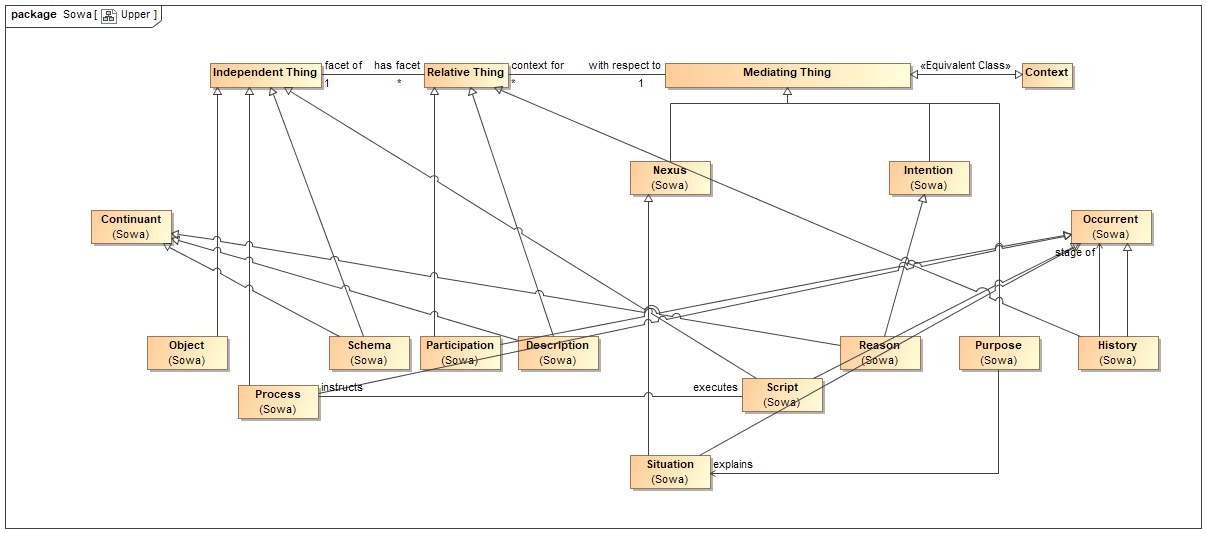 package Sowa [ Upper ]
Independent Thing
facet of
has facet
1
*
Relative Thing
context for
with respect to
*
1
Mediating Thing
«Equivalent Class»
Context
Nexus
(Sowa)
Intention
(Sowa)
Continuant
(Sowa)
Occurrent
(Sowa)
stage of
Object
(Sowa)
Schema
(Sowa)
Participation
(Sowa)
Description
(Sowa)
Reason
(Sowa)
Purpose
(Sowa)
History
(Sowa)
Process
(Sowa)
instructs
executes
Script
(Sowa)
Situation
(Sowa)
explains